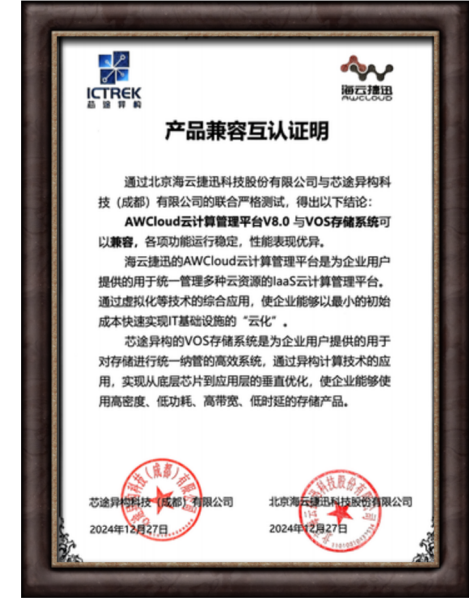 ICTREK
芯途异构
海云捷迅
AWCLOUD
产品兼容互认证明
通过北京海云捷迅科技股份有限公司与芯途异构科
技（成都）有限公司的联合严格测试，得出以下结论：
AWCloud云计算管理平台V8.0 与VOS存储系统可
以兼容，各项功能运行稳定，性能表现优异。
海云捷迅的AWCloud云计算管理平台是为企业用户
提供的用于统一管理多种云资源的IaaS云计算管理平台。
通过虚拟化等技术的综合应用，使企业能够以最小的初始
成本快速实现IT基础设施的“云化”。
芯途异构的VOS存储系统是为企业用户提供的用于
对存储进行统一纳管的高效系统，通过异构计算技术的应
用，实现从底层芯片到应用层的垂直优化，使企业能够使
用高密度、低功耗、高带宽、低时延的存储产品。
芯途异构科技（成都）有限公司
2024年12月27日
北京海云捷迅科技股份有限公司
2024年12月27日